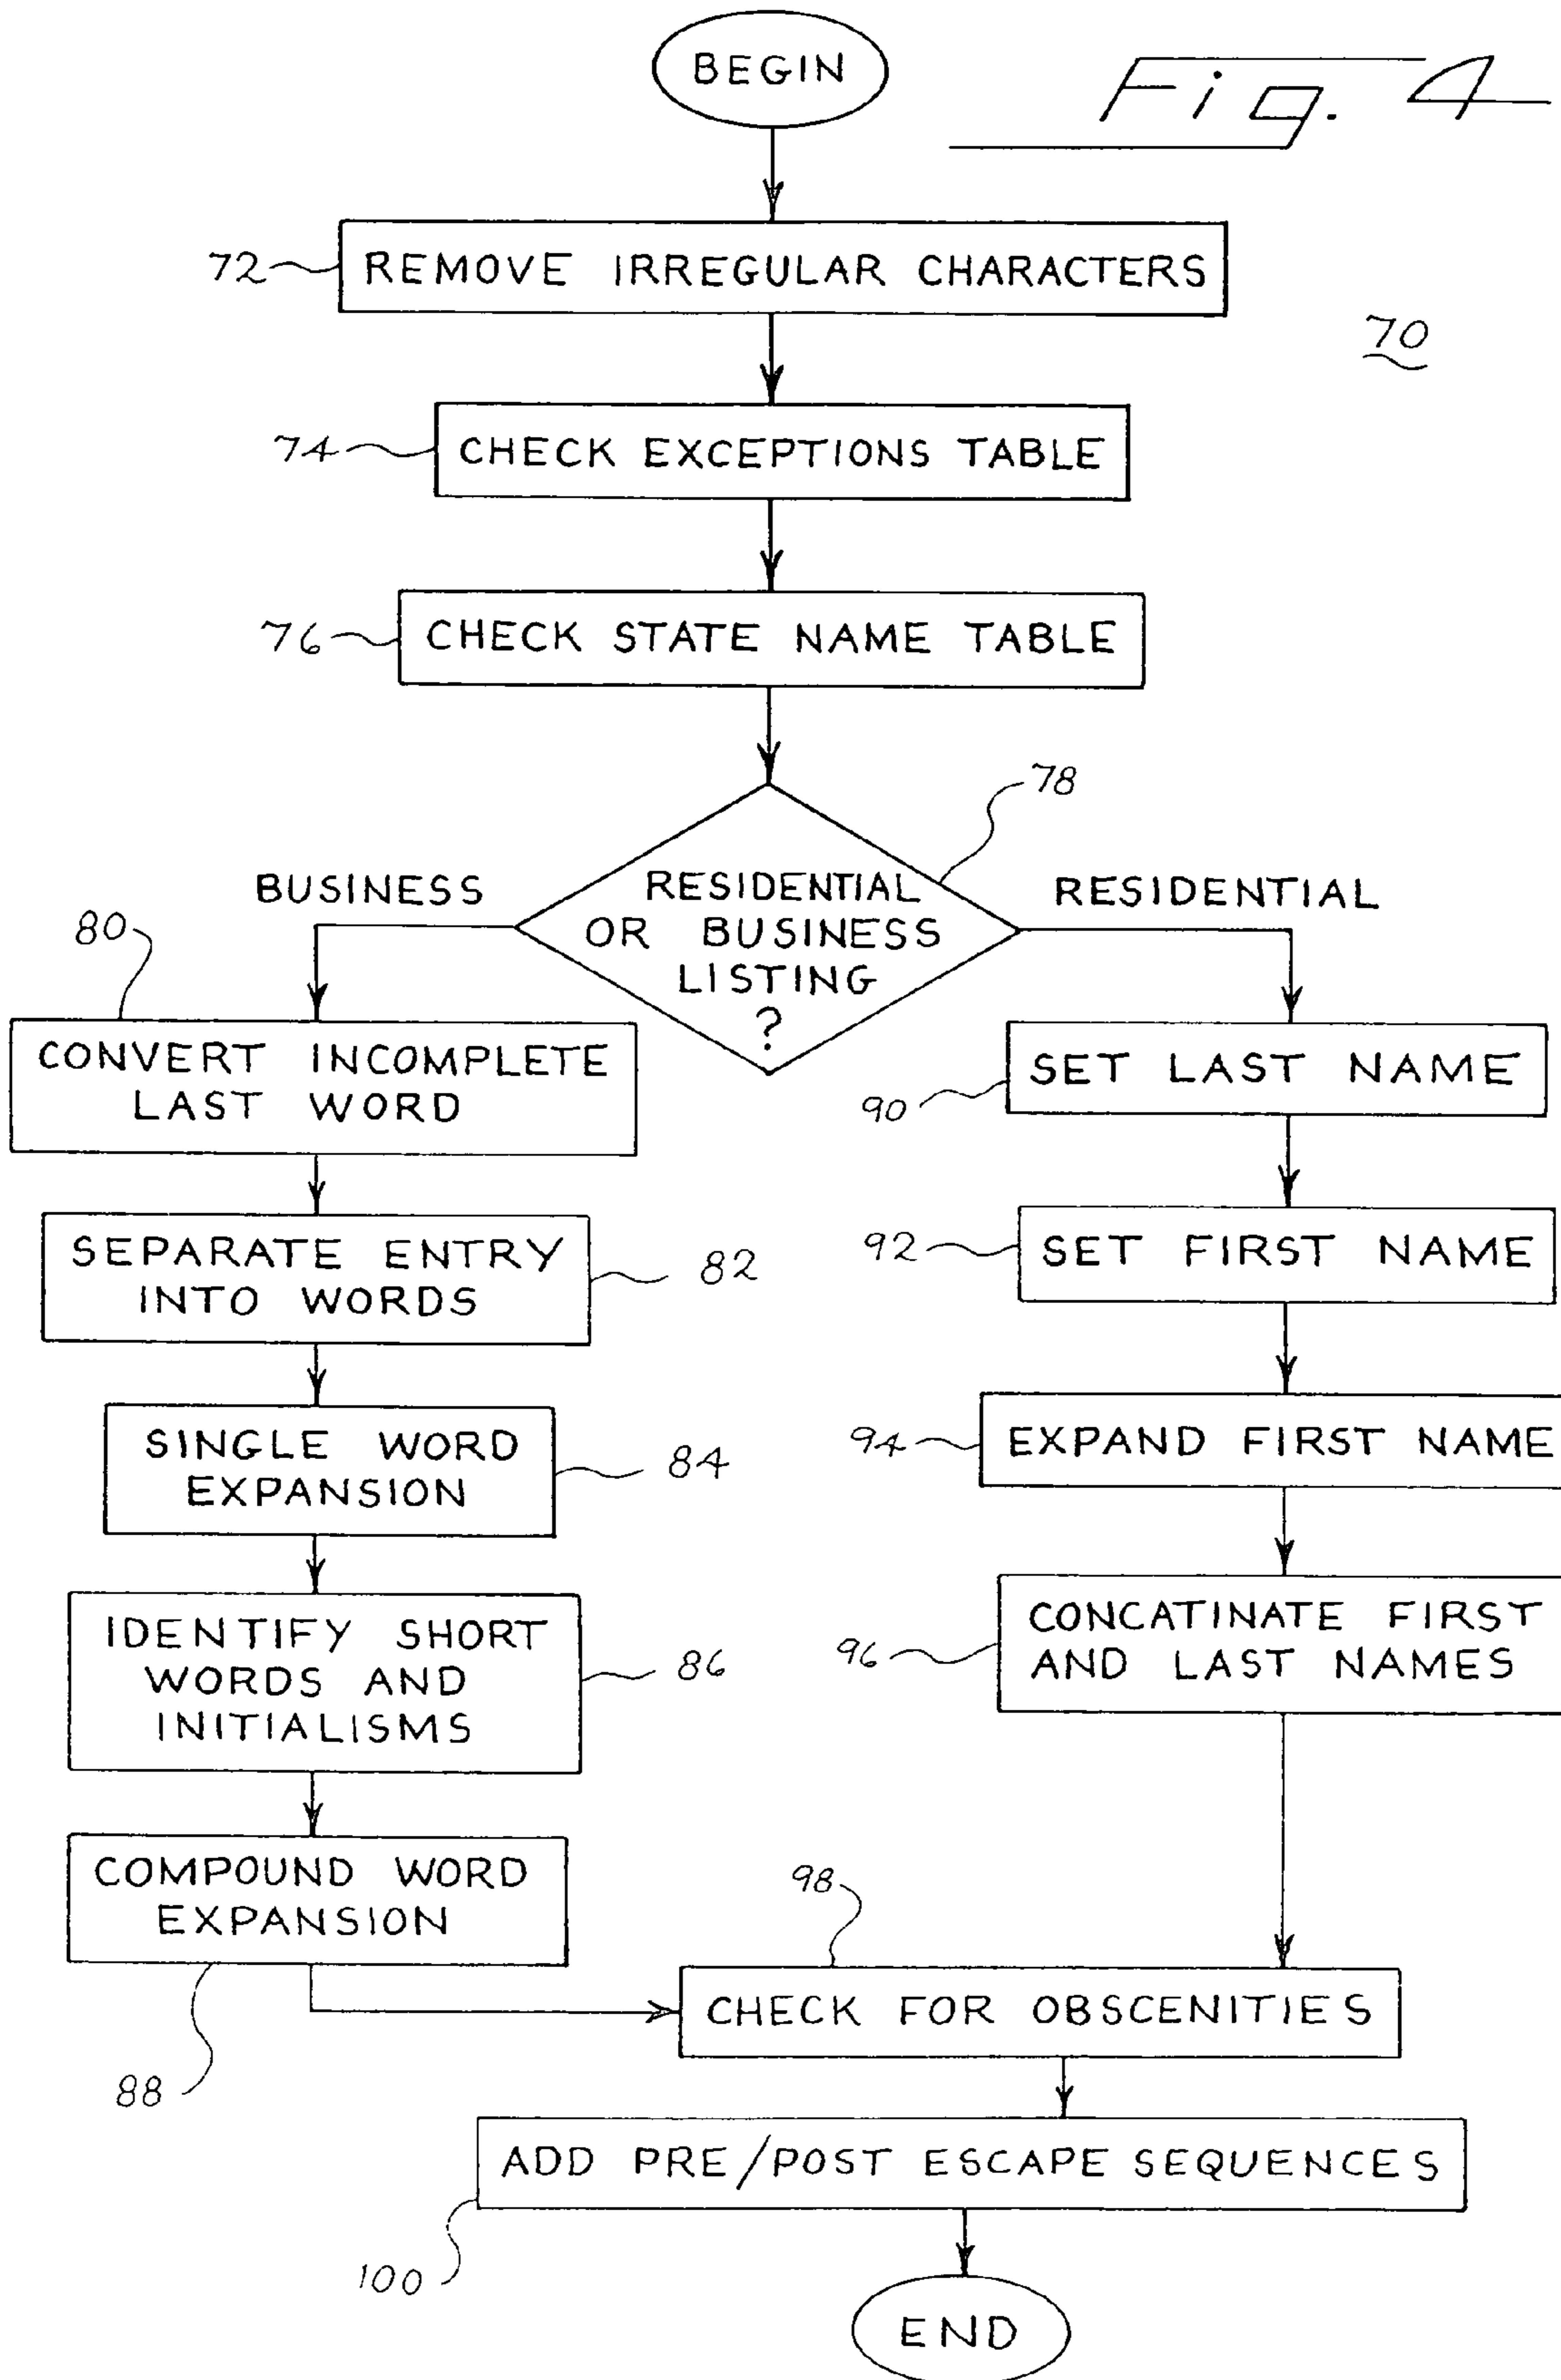 BEGIN
Fig. 4
72
REMOVE IRREGULAR CHARACTERS
70
74
CHECK EXCEPTIONS TABLE
76
CHECK STATE NAME TABLE
78
BUSINESS
RESIDENTIAL
OR BUSINESS
LISTING
?
RESIDENTIAL
80
CONVERT INCOMPLETE
LAST WORD
82
SEPARATE ENTRY
INTO WORDS
84
SINGLE WORD
EXPANSION
86
IDENTIFY SHORT
WORDS AND
INITIALISMS
88
COMPOUND WORD
EXPANSION
90
SET LAST NAME
92
SET FIRST NAME
94
EXPAND FIRST NAME
96
CONCATINATE FIRST
AND LAST NAMES
98
CHECK FOR OBSCENITIES
ADD PRE/POST ESCAPE SEQUENCES
100
END